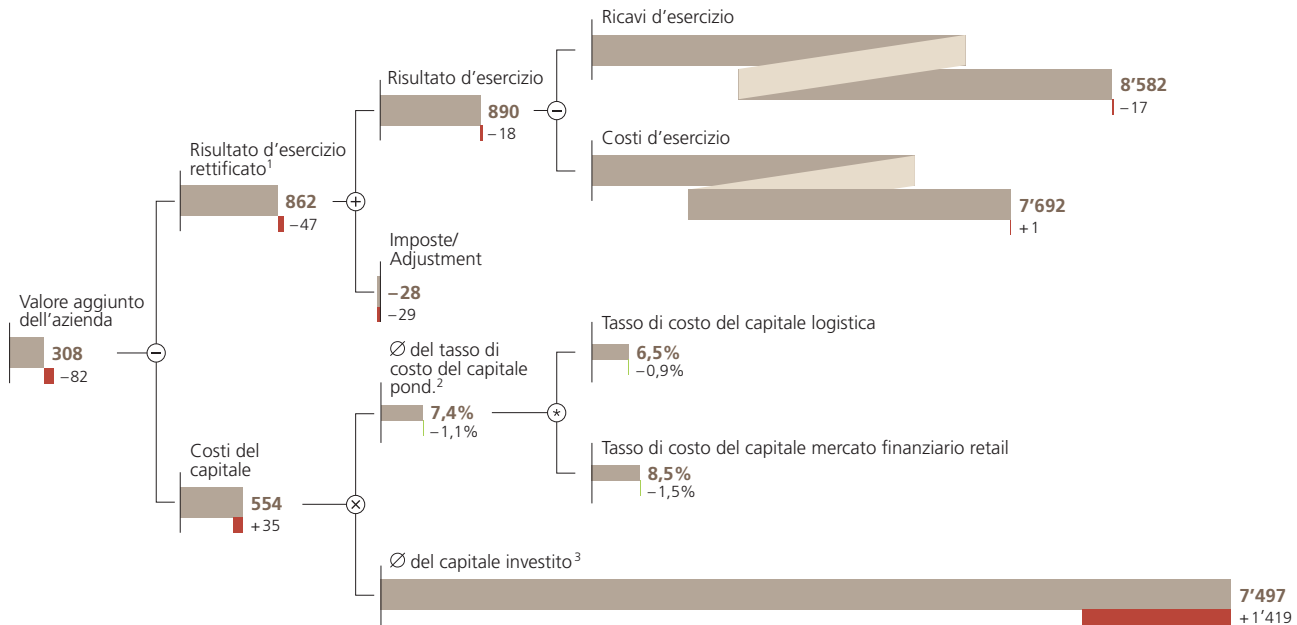 Ricavi d'esercizio
8'582
–17
Risultato d'esercizio
890
–18
−
Costi d'esercizio
7'692
+1
Risultato d'esercizio
rettificato¹
862
–47
+
Imposte/
Adjustment
–28
–29
Valore aggiunto
dell'azienda
308
–82
−
Tasso di costo del capitale logistica
6,5%
–0,9%
∅ del tasso di
costo del capitale
pond.²
7,4%
–1,1%
*
Tasso di costo del capitale mercato finanziario retail
8,5%
–1,5%
Costi del
capitale
554
+35
×
∅ del capitale investito³
7'497
+1'419